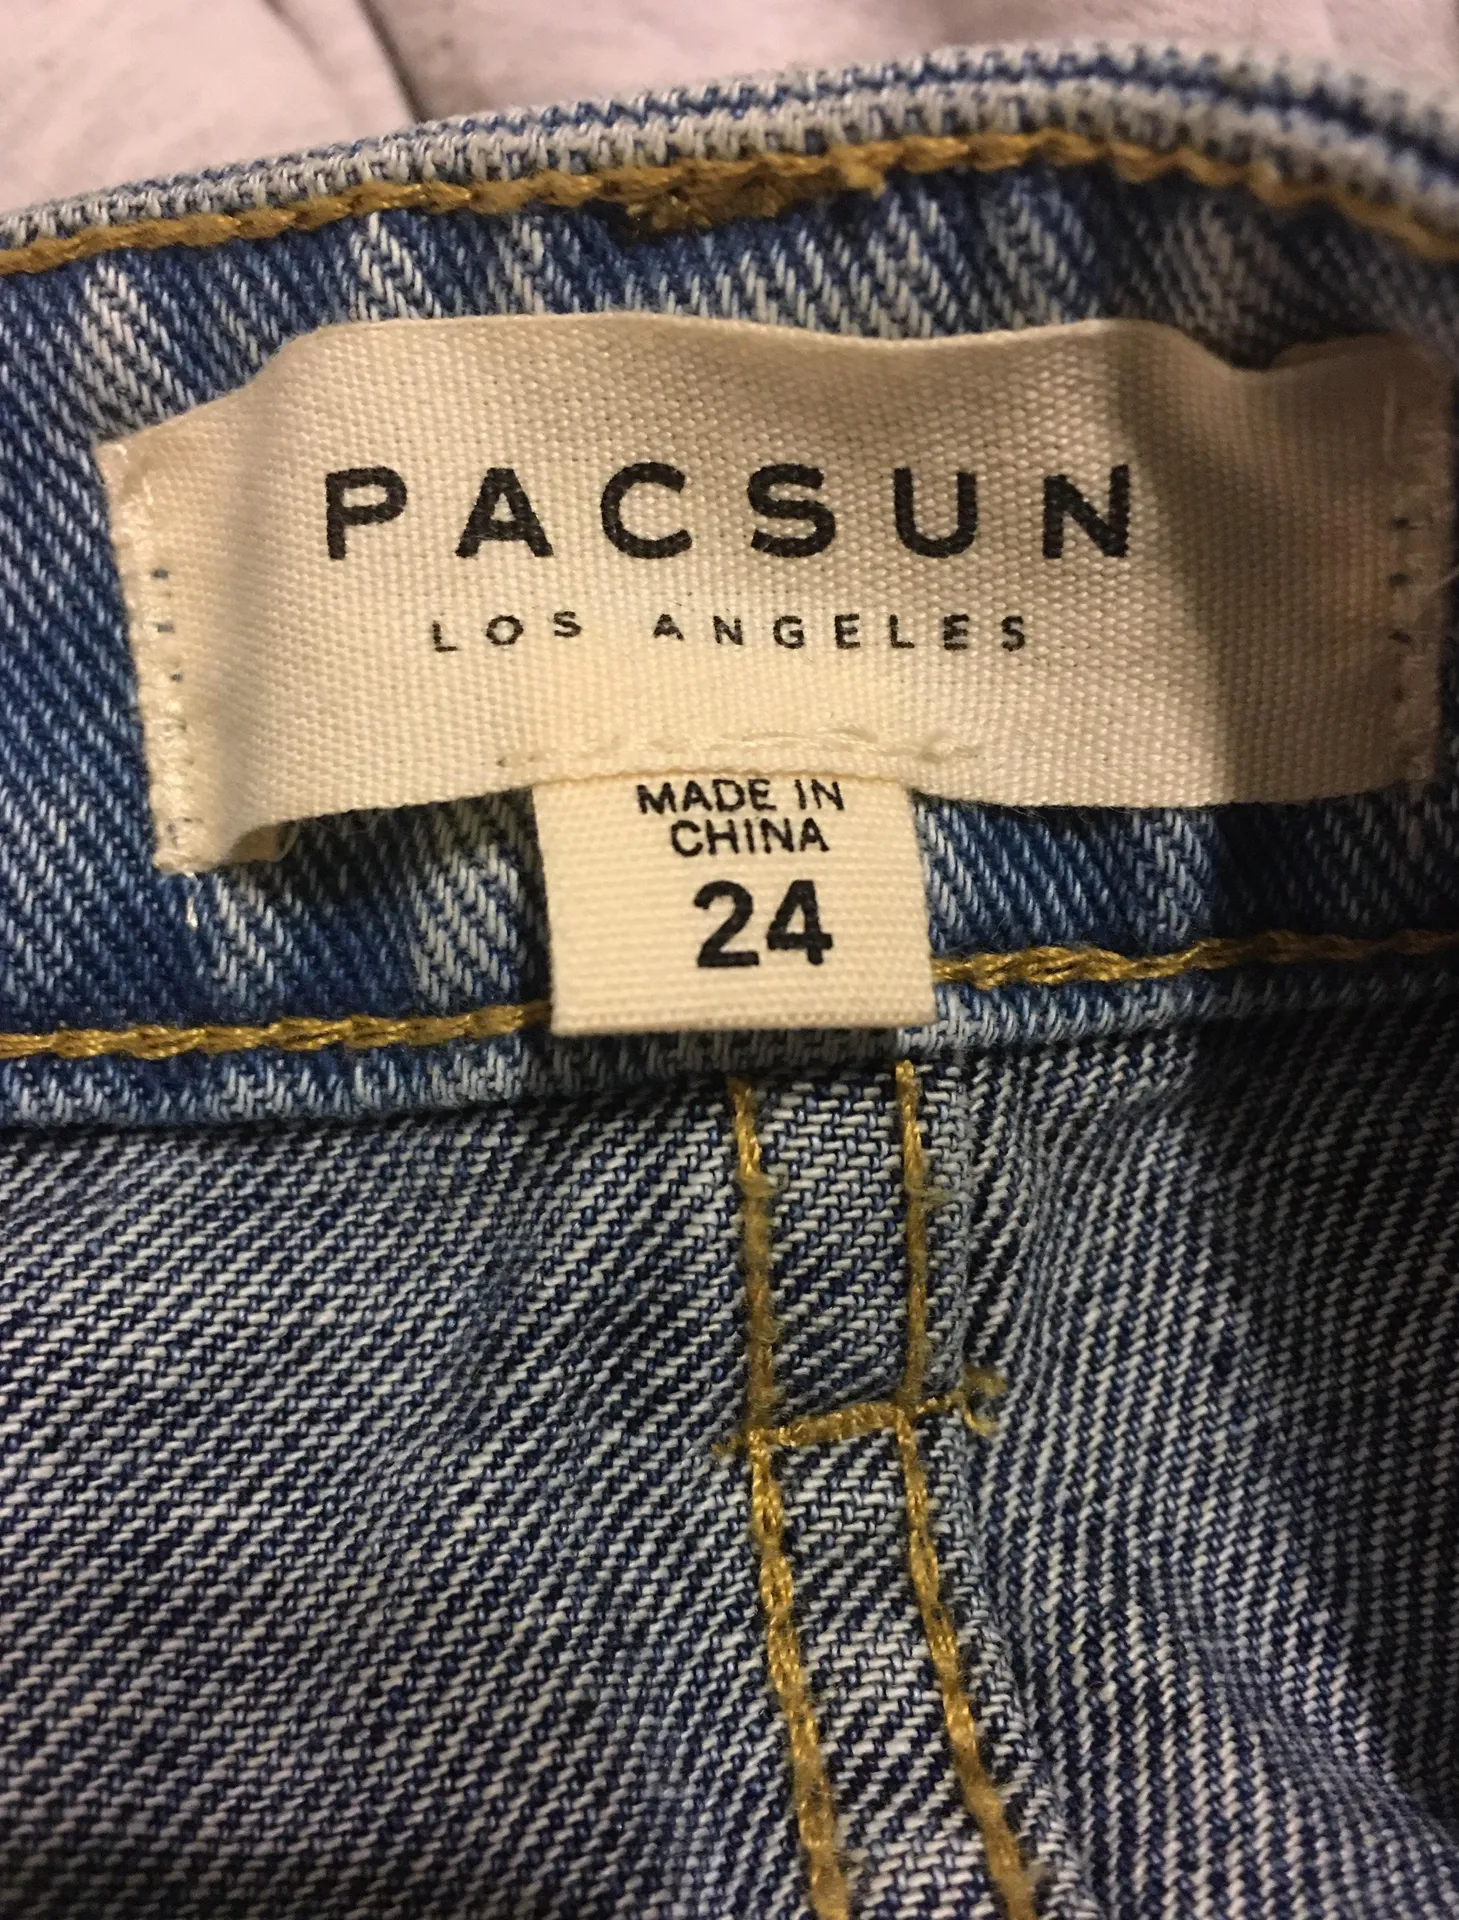 PACSUN
LOS ANGELES
MADE IN
CHINA
24